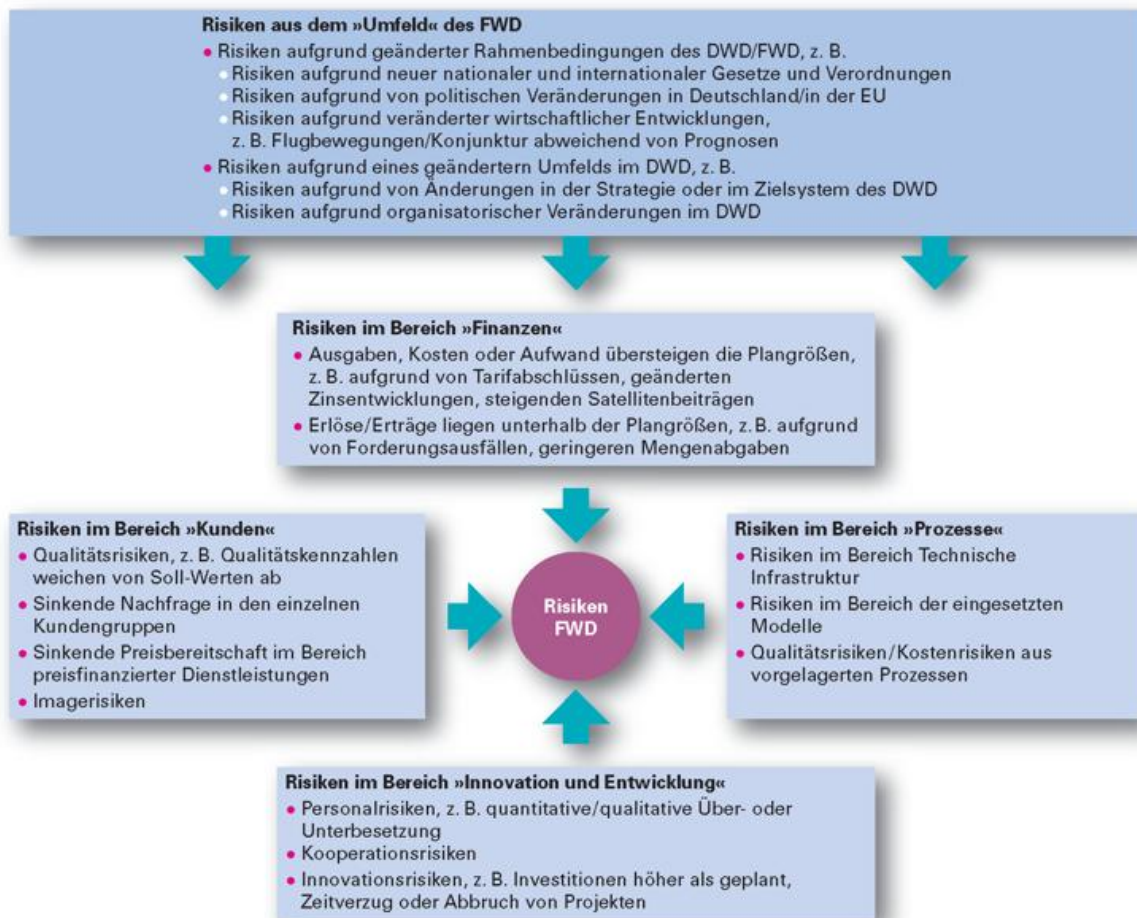 Risiken aus dem »Umfeld« des FWD
● Risiken aufgrund geänderter Rahmenbedingungen des DWD/FWD, z. B.
● Risiken aufgrund neuer nationaler und internationaler Gesetze und Verordnungen
● Risiken aufgrund von politischen Veränderungen in Deutschland/in der EU
● Risiken aufgrund veränderter wirtschaftlicher Entwicklungen,
z. B. Flugbewegungen/Konjunktur abweichend von Prognosen
● Risiken aufgrund eines geändertern Umfelds im DWD, z. B.
● Risiken aufgrund von Änderungen in der Strategie oder im Zielsystem des DWD
● Risiken aufgrund organisatorischer Veränderungen im DWD
Risiken im Bereich »Finanzen«
● Ausgaben, Kosten oder Aufwand übersteigen die Plangrößen,
z. B. aufgrund von Tarifabschlüssen, geänderten
Zinsentwicklungen, steigenden Satellitenbeiträgen
● Erlöse/Erträge liegen unterhalb der Plangrößen, z. B. aufgrund
von Forderungsausfällen, geringeren Mengenabgaben
Risiken im Bereich »Kunden«
● Qualitätsrisiken, z. B. Qualitätskennzahlen
weichen von Soll-Werten ab
● Sinkende Nachfrage in den einzelnen
Kundengruppen
● Sinkende Preisbereitschaft im Bereich
preisfinanzierter Dienstleistungen
● Imagerisiken
Risiken
FWD
Risiken im Bereich »Prozesse«
● Risiken im Bereich Technische
Infrastruktur
● Risiken im Bereich der eingesetzten
Modelle
● Qualitätsrisiken/Kostenrisiken aus
vorgelagerten Prozessen
Risiken im Bereich »Innovation und Entwicklung«
● Personalrisiken, z. B. quantitative/qualitative Über- oder
Unterbesetzung
● Kooperationsrisiken
● Innovationsrisiken, z. B. Investitionen höher als geplant,
Zeitverzug oder Abbruch von Projekten